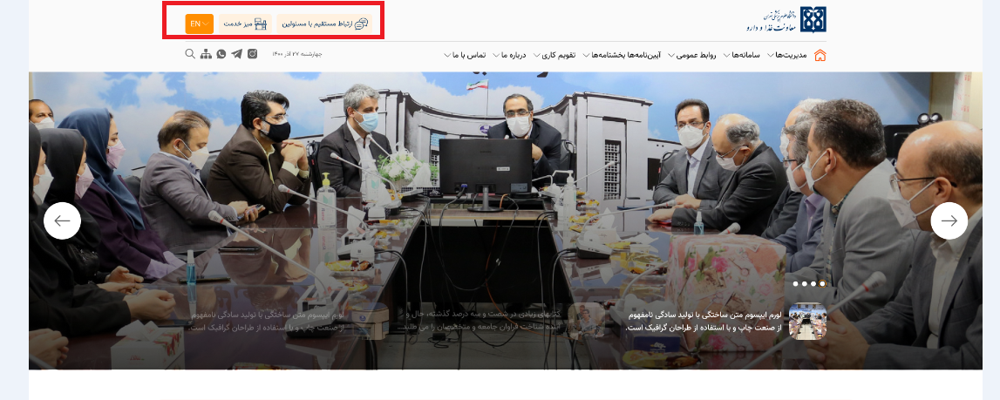 دانشگاه علوم پزشکی تهران
معاونت غذا و دارو
ارتباط مستقیم با مسئولین
میز خدمت
EN
مدیریت‌ها
سامانه‌ها
روابط عمومی
آیین‌نامه‌ها بخشنامه‌ها
تقویم کاری
درباره ما
تماس با ما
چهارشنبه ۲۷ آذر ۱۴۰۰
لورم ایپسوم متن ساختگی با تولید سادگی نامفهوم
از صنعت چاپ و با استفاده از طراحان گرافیک است.
کتابهای زیادی در شصت و سه درصد گذشته، حال و
آینده شناخت فراوان جامعه و متخصصان را می طلبد
لورم ایپسوم متن ساختگی با تولید سادگی نامفهوم
از صنعت چاپ و با استفاده از طراحان گرافیک است.